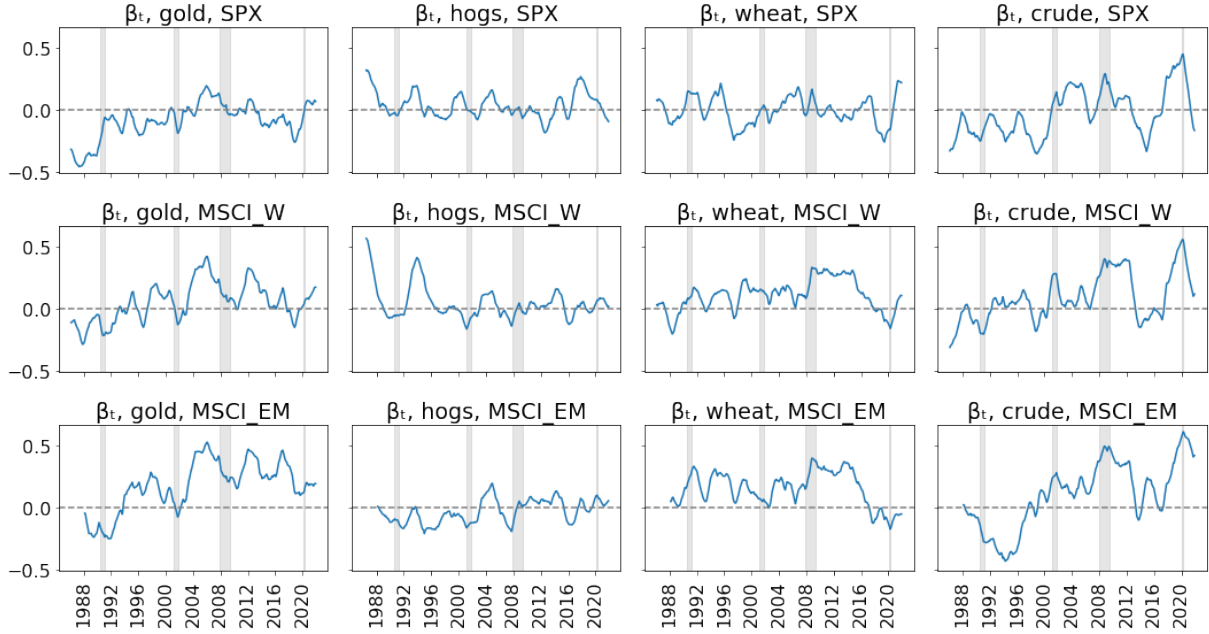 βₜ, gold, SPX
βₜ, hogs, SPX
βₜ, wheat, SPX
βₜ, crude, SPX
0.5
0.0
−0.5
βₜ, gold, MSCI_W
βₜ, hogs, MSCI_W
βₜ, wheat, MSCI_W
βₜ, crude, MSCI_W
0.5
0.0
−0.5
βₜ, gold, MSCI_EM
βₜ, hogs, MSCI_EM
βₜ, wheat, MSCI_EM
βₜ, crude, MSCI_EM
0.5
0.0
−0.5
1988 1992 1996 2000 2004 2008 2012 2016 2020
1988 1992 1996 2000 2004 2008 2012 2016 2020
1988 1992 1996 2000 2004 2008 2012 2016 2020
1988 1992 1996 2000 2004 2008 2012 2016 2020